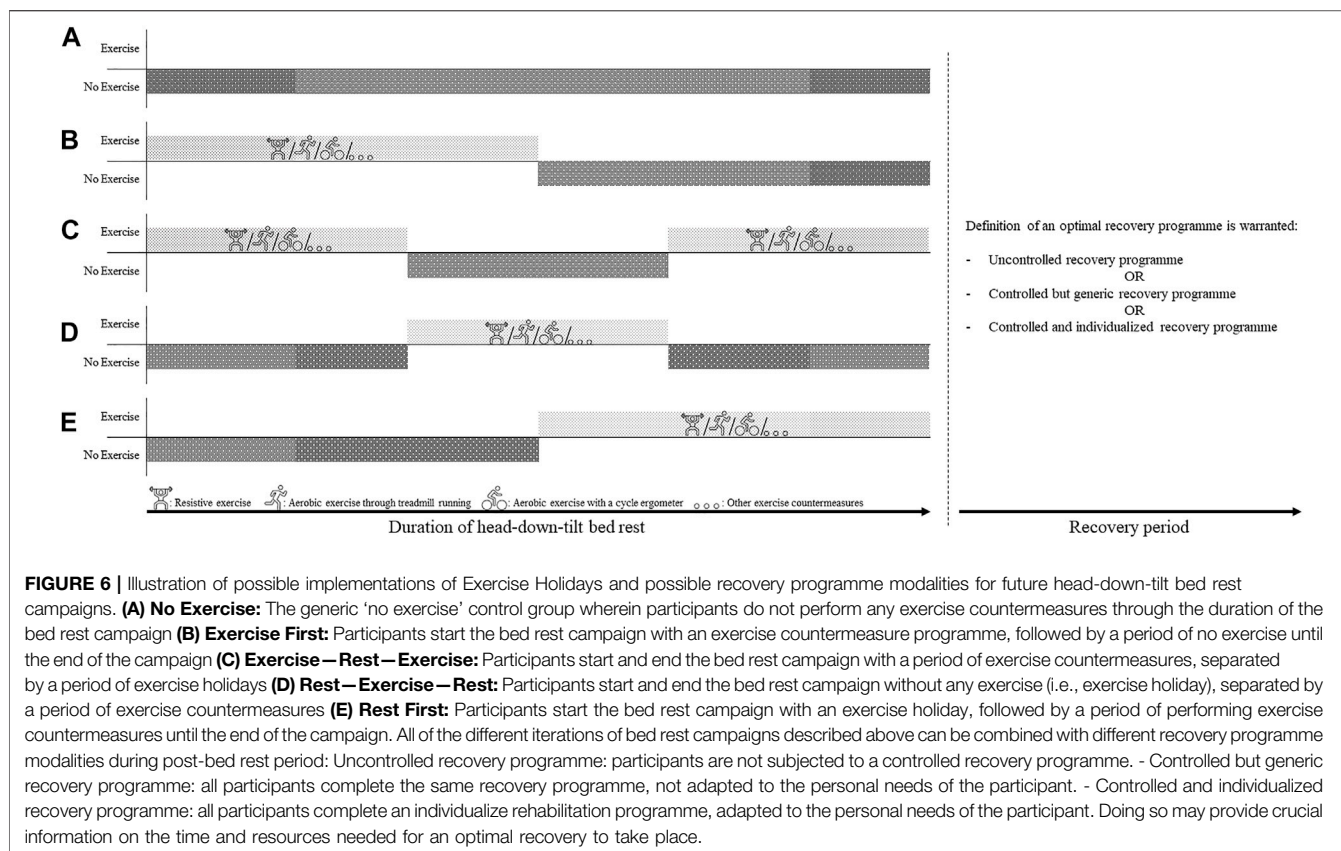 A
Exercise
No Exercise
B
Exercise
/ / / ...
No Exercise
C
Exercise
/ / / ...
/ / / ...
No Exercise
D
Exercise
/ / / ...
No Exercise
E
Exercise
/ / / ...
No Exercise
: Resistive exercise : Aerobic exercise through treadmill running : Aerobic exercise with a cycle ergometer ○○○: Other exercise countermeasures
Duration of head-down-tilt bed rest
Definition of an optimal recovery programme is warranted:
- Uncontrolled recovery programme
OR
- Controlled but generic recovery programme
OR
- Controlled and individualized recovery programme
Recovery period
FIGURE 6 | Illustration of possible implementations of Exercise Holidays and possible recovery programme modalities for future head-down-tilt bed rest
campaigns. (A) No Exercise: The generic ‘no exercise’ control group wherein participants do not perform any exercise countermeasures through the duration of the
bed rest campaign (B) Exercise First: Participants start the bed rest campaign with an exercise countermeasure programme, followed by a period of no exercise until
the end of the campaign (C) Exercise—Rest—Exercise: Participants start and end the bed rest campaign with a period of exercise countermeasures, separated
by a period of exercise holidays (D) Rest—Exercise—Rest: Participants start and end the bed rest campaign without any exercise (i.e., exercise holiday), separated by
a period of exercise countermeasures (E) Rest First: Participants start the bed rest campaign with an exercise holiday, followed by a period of performing exercise
countermeasures until the end of the campaign. All of the different iterations of bed rest campaigns described above can be combined with different recovery programme
modalities during post-bed rest period: Uncontrolled recovery programme: participants are not subjected to a controlled recovery programme. - Controlled but generic
recovery programme: all participants complete the same recovery programme, not adapted to the personal needs of the participant. - Controlled and individualized
recovery programme: all participants complete an individualize rehabilitation programme, adapted to the personal needs of the participant. Doing so may provide crucial
information on the time and resources needed for an optimal recovery to take place.